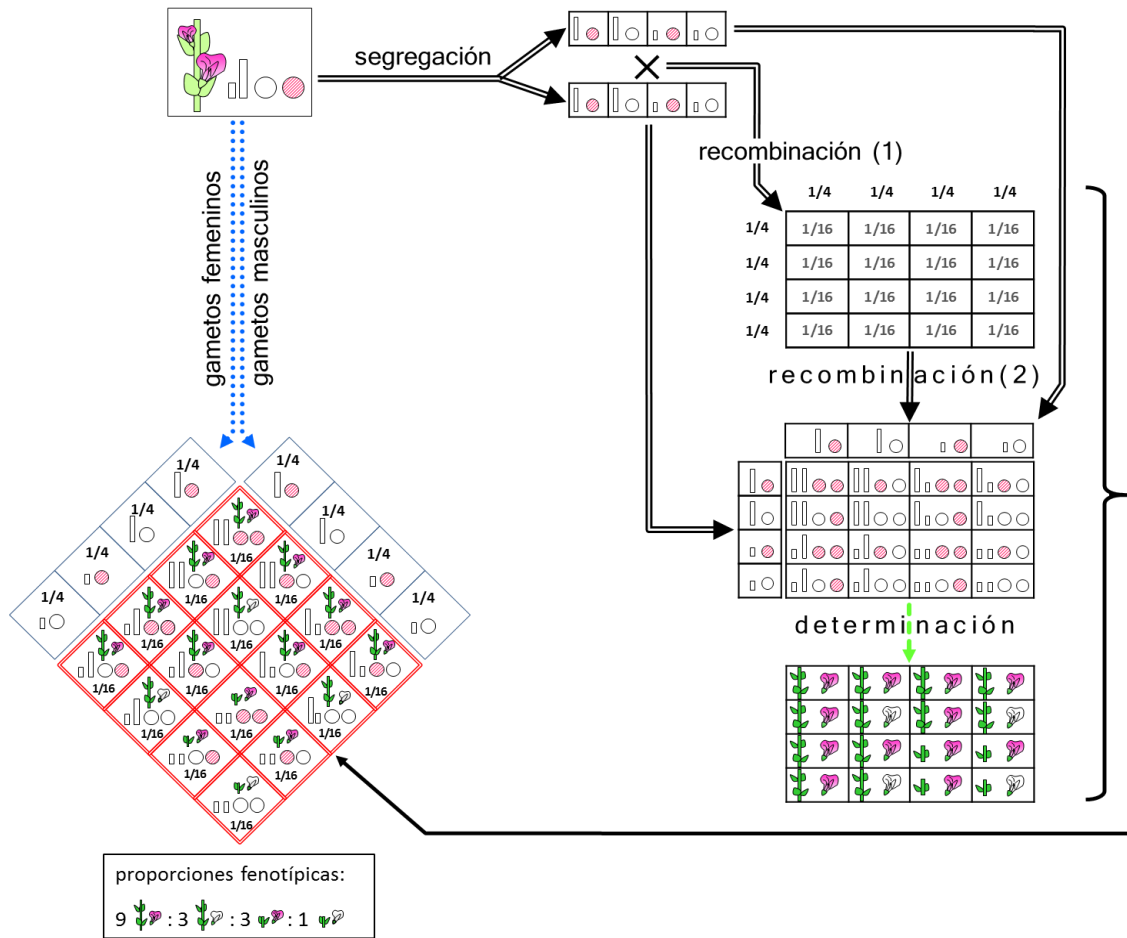 segregación
gametos femeninos
gametos masculinos
recombinación (1)
1/4 1/4 1/4 1/4
1/4 1/16 1/16 1/16 1/16
1/4 1/16 1/16 1/16 1/16
1/4 1/16 1/16 1/16 1/16
1/4 1/16 1/16 1/16 1/16
recombinación(2)
determinación
1/4 1/4
1/4 1/4
1/4 1/4
1/4 1/4
1/16
1/16 1/16
1/16 1/16 1/16
1/16 1/16 1/16 1/16
1/16 1/16 1/16
1/16 1/16
1/16
proporciones fenotípicas:
9 : 3 : 3 : 1